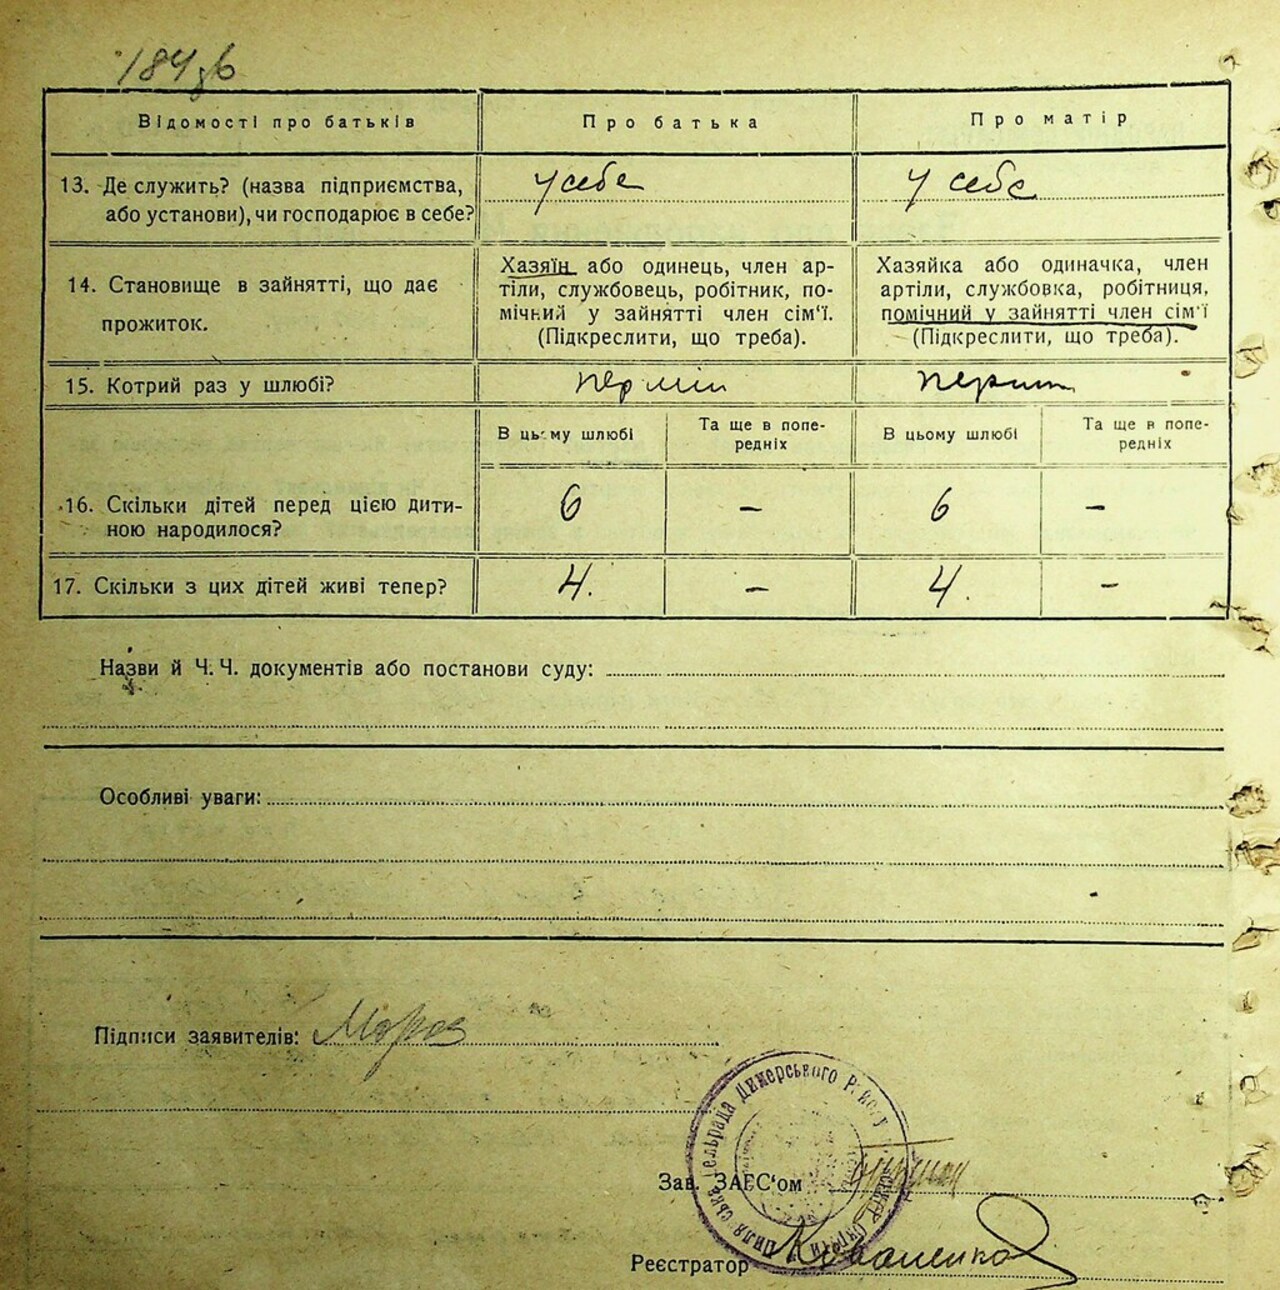 184 зв
Відомості про батьків
Про батька
Про матір
13. Де служить? (назва підприємства,
або установи), чи господарює в себе?
у себе
у себе
14. Становище в зайнятті, що дає
прожиток.
Хазяїн або одинець, член ар-
тіли, службовець, робітник, по-
мічний у зайнятті член сім'ї.
(Підкреслити, що треба).
Хазяйка або одиначка, член
артіли, службовка, робітниця,
помічний у зайнятті член сім'ї
(Підкреслити, що треба).
15. Котрий раз у шлюбі?
В цьому шлюбі
Та ще в попе-
редніх
В цьому шлюбі
Та ще в попе-
редніх
16. Скільки дітей перед цією дити-
ною народилося?
6
—
6
—
17. Скільки з цих дітей живі тепер?
4.
—
4.
—
Назви й Ч. Ч. документів або постанови суду:
Особливі уваги:
Підписи заявителів: Мороз
Димерського
Зав. ЗАГС'ом
Реєстратор Коваленко